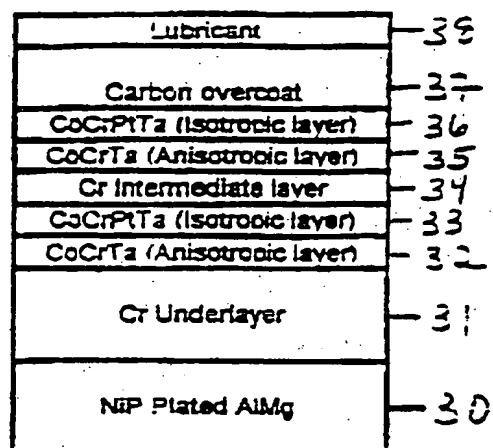 Lubricant 38
Carbon overcoat 37
CoCrPtTa (Isotropic layer) 36
CoCrTa (Anisotropic layer) 35
Cr Intermediate layer 34
CoCrPtTa (Isotropic layer) 33
CoCrTa (Anisotropic layer) 32
Cr Underlayer 31
NiP Plated AlMg 30